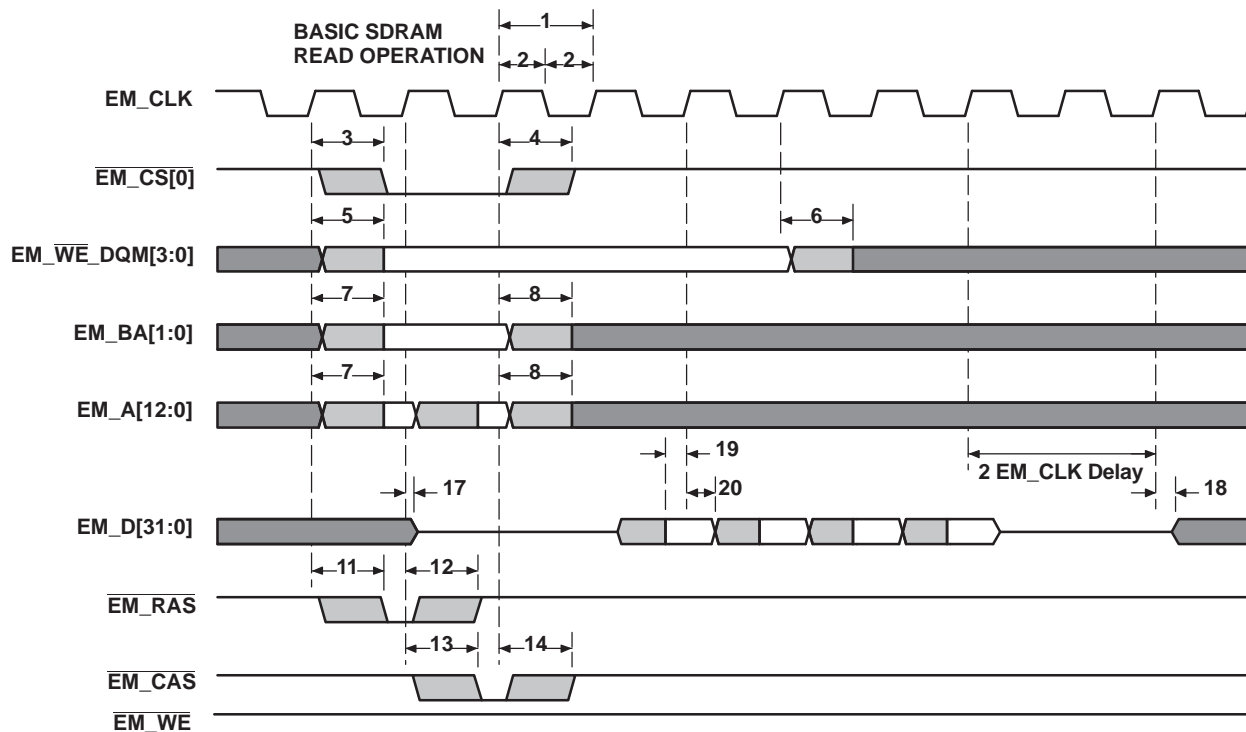 BASIC SDRAM
READ OPERATION
1
2 2
EM_CLK
3 4
EM_CS[0]
5 6
EM_WE_DQM[3:0]
7 8
EM_BA[1:0]
7 8
EM_A[12:0]
19
2 EM_CLK Delay
17 20 18
EM_D[31:0]
11 12
EM_RAS
13 14
EM_CAS
EM_WE